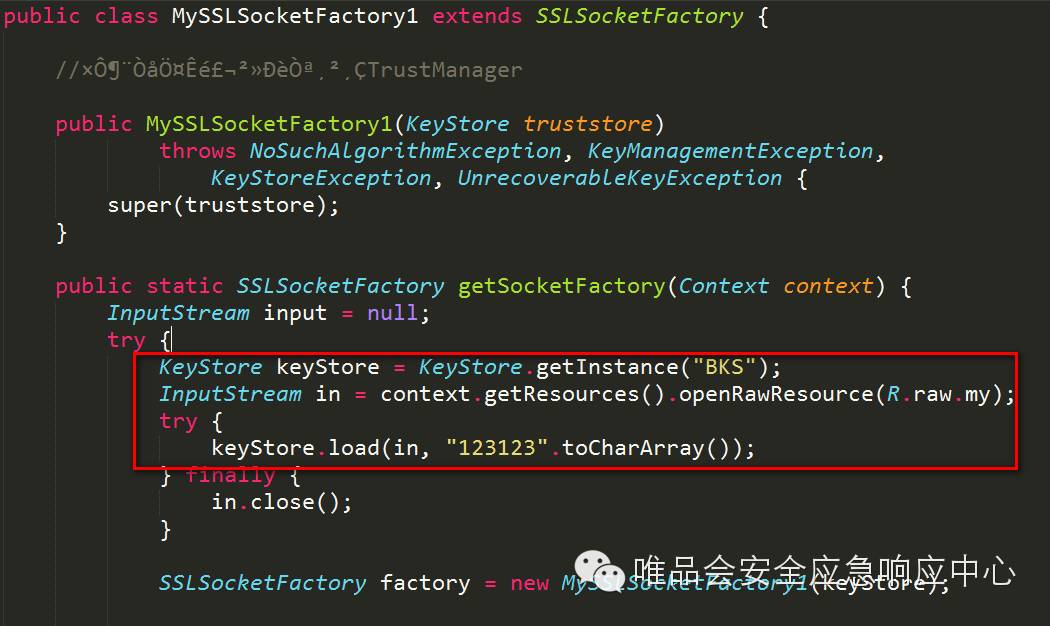 public class MySSLSocketFactory1 extends SSLSocketFactory {
//×Ô¶¨ÒåÖ¤Êé£¬²»ÐèÒª¸²¸ÇTrustManager
public MySSLSocketFactory1(KeyStore truststore)
throws NoSuchAlgorithmException, KeyManagementException,
KeyStoreException, UnrecoverableKeyException {
super(truststore);
}
public static SSLSocketFactory getSocketFactory(Context context) {
InputStream input = null;
try {
KeyStore keyStore = KeyStore.getInstance("BKS");
InputStream in = context.getResources().openRawResource(R.raw.my);
try {
keyStore.load(in, "123123".toCharArray());
} finally {
in.close();
}
SSLSocketFactory factory = new MySSLSocketFactory1(keyStore);
唯品会安全应急响应中心